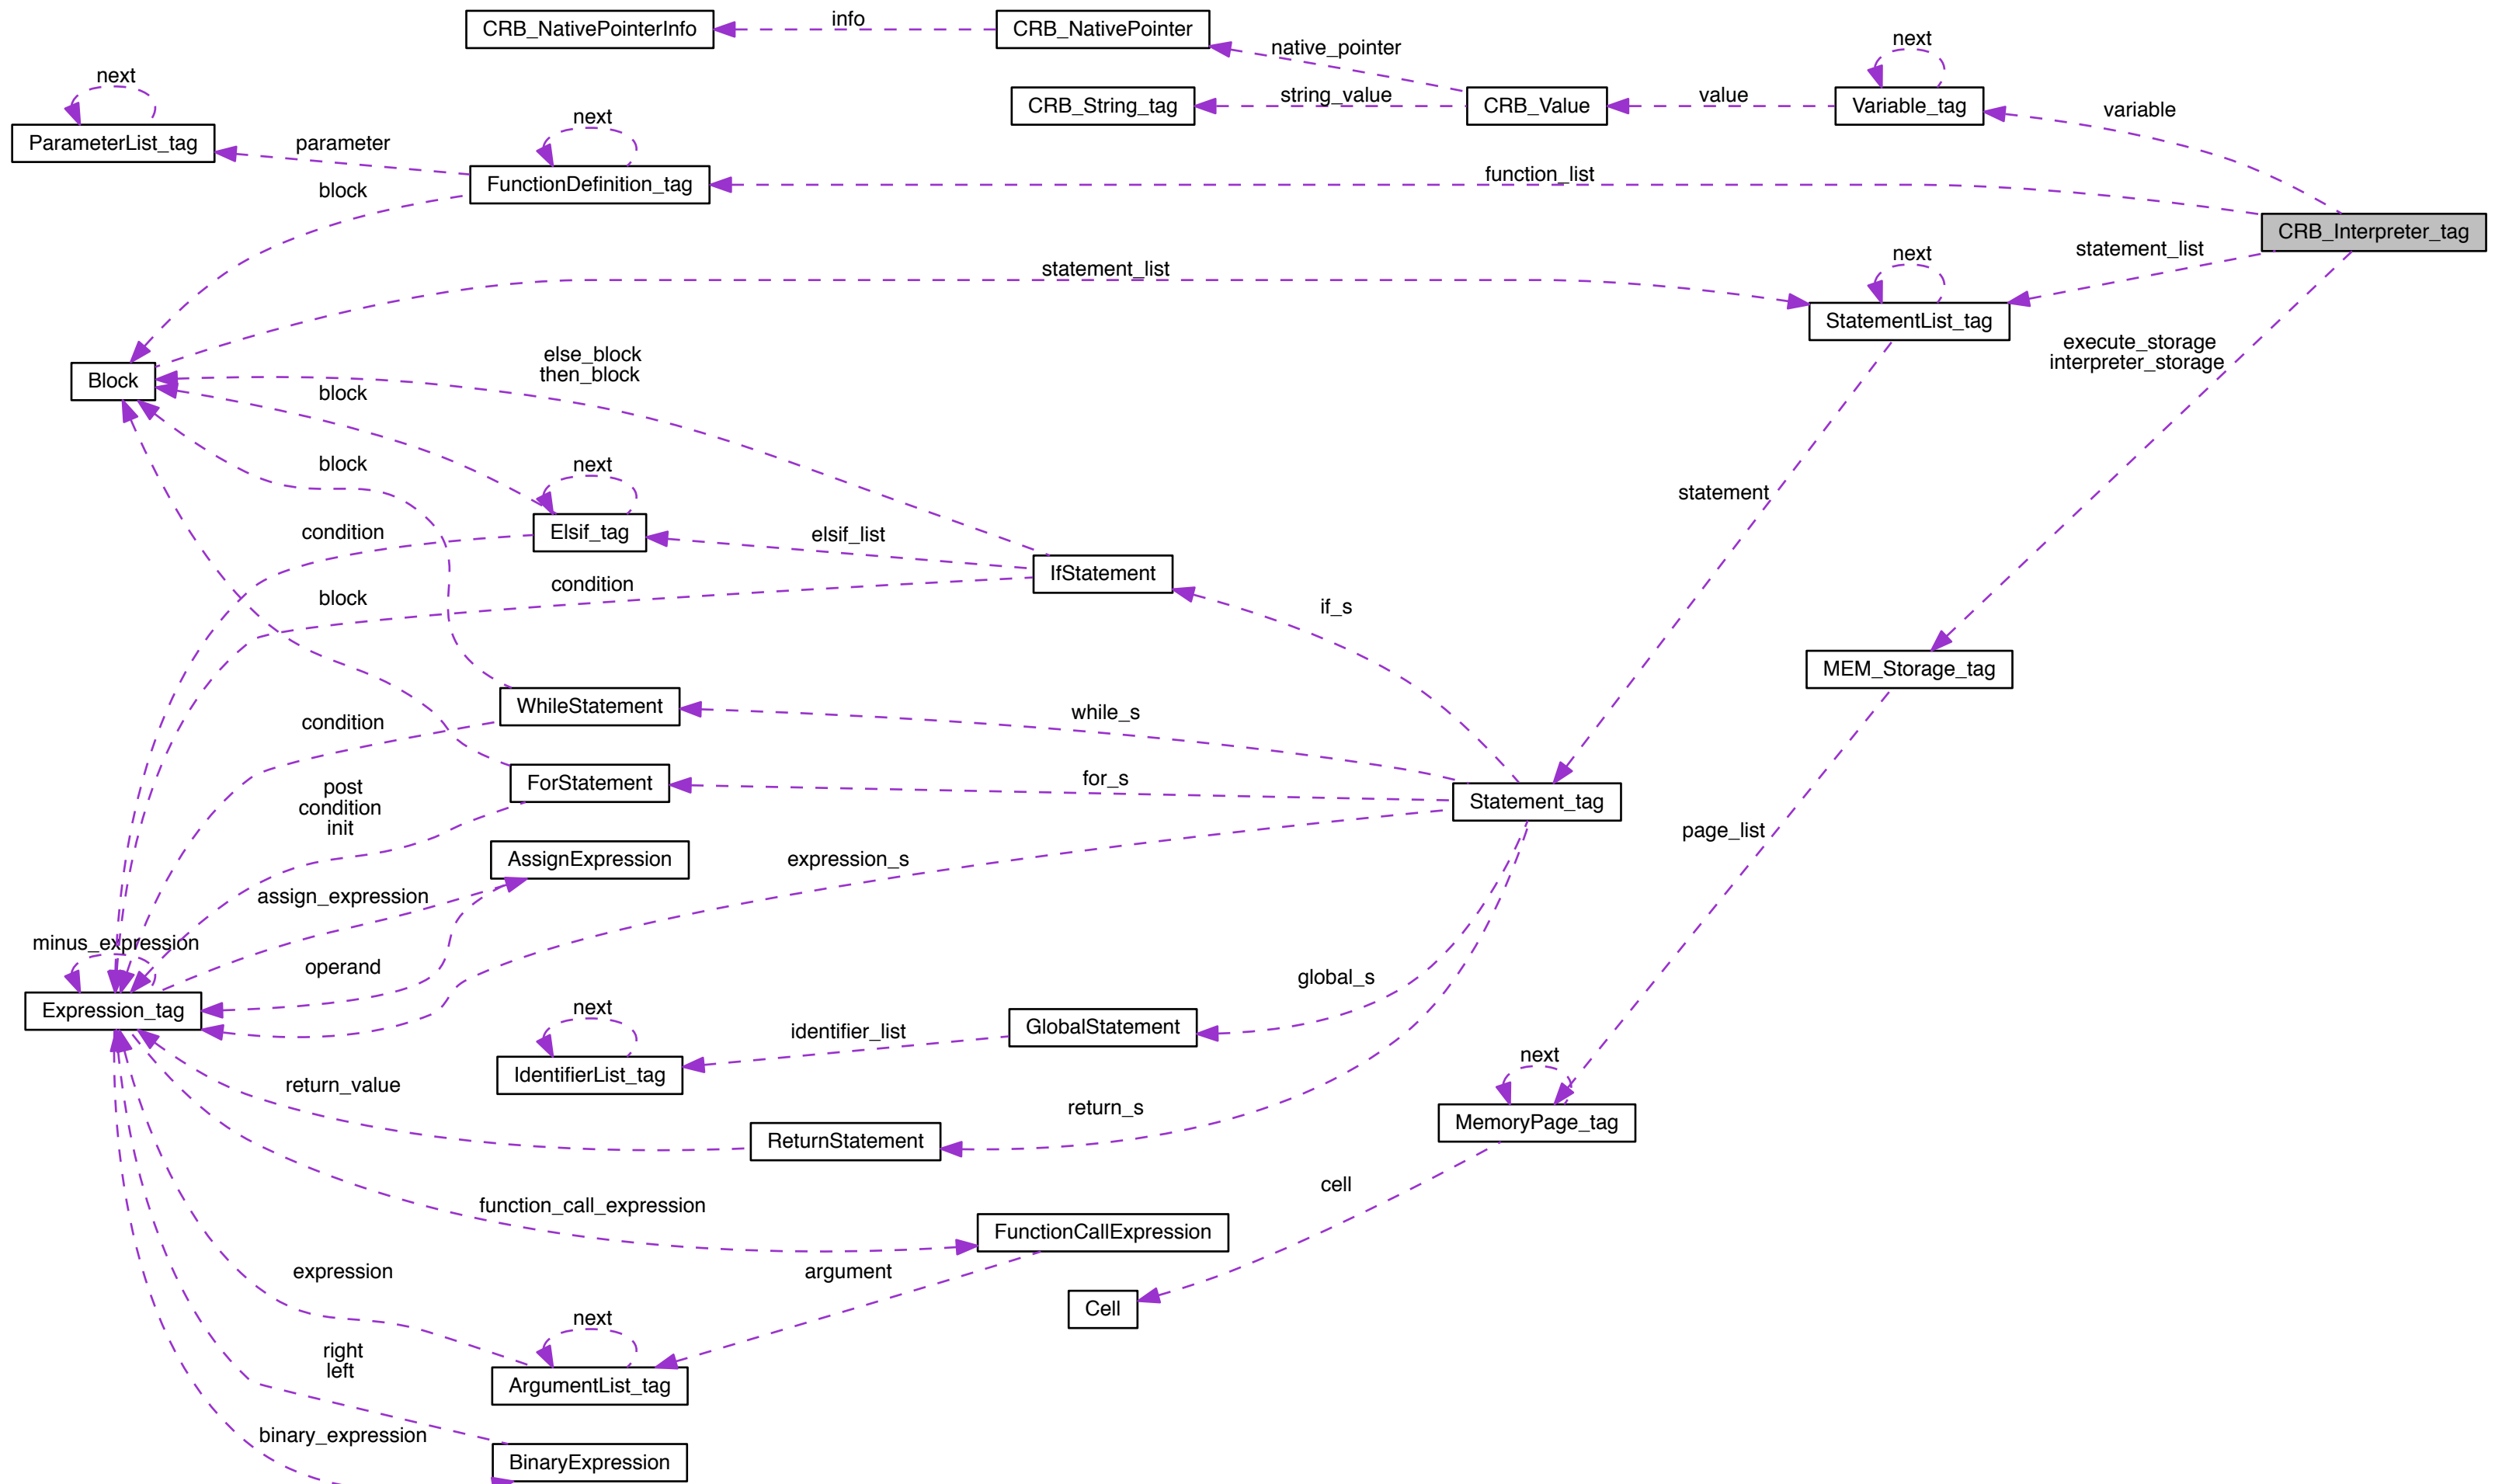 CRB_NativePointerInfo
info
CRB_NativePointer
next
native_pointer
next
CRB_String_tag
string_value
CRB_Value
value
Variable_tag
variable
ParameterList_tag
parameter
next
FunctionDefinition_tag
function_list
block
CRB_Interpreter_tag
statement_list
next
statement_list
StatementList_tag
execute_storage
interpreter_storage
else_block
then_block
Block
block
block
next
statement
condition
Elsif_tag
elsif_list
IfStatement
block
condition
if_s
MEM_Storage_tag
condition
WhileStatement
while_s
post
condition
init
ForStatement
for_s
Statement_tag
page_list
AssignExpression
expression_s
assign_expression
minus_expression
operand
global_s
Expression_tag
next
identifier_list
GlobalStatement
IdentifierList_tag
next
return_value
return_s
MemoryPage_tag
ReturnStatement
cell
function_call_expression
FunctionCallExpression
expression
argument
Cell
next
right
left
ArgumentList_tag
binary_expression
BinaryExpression